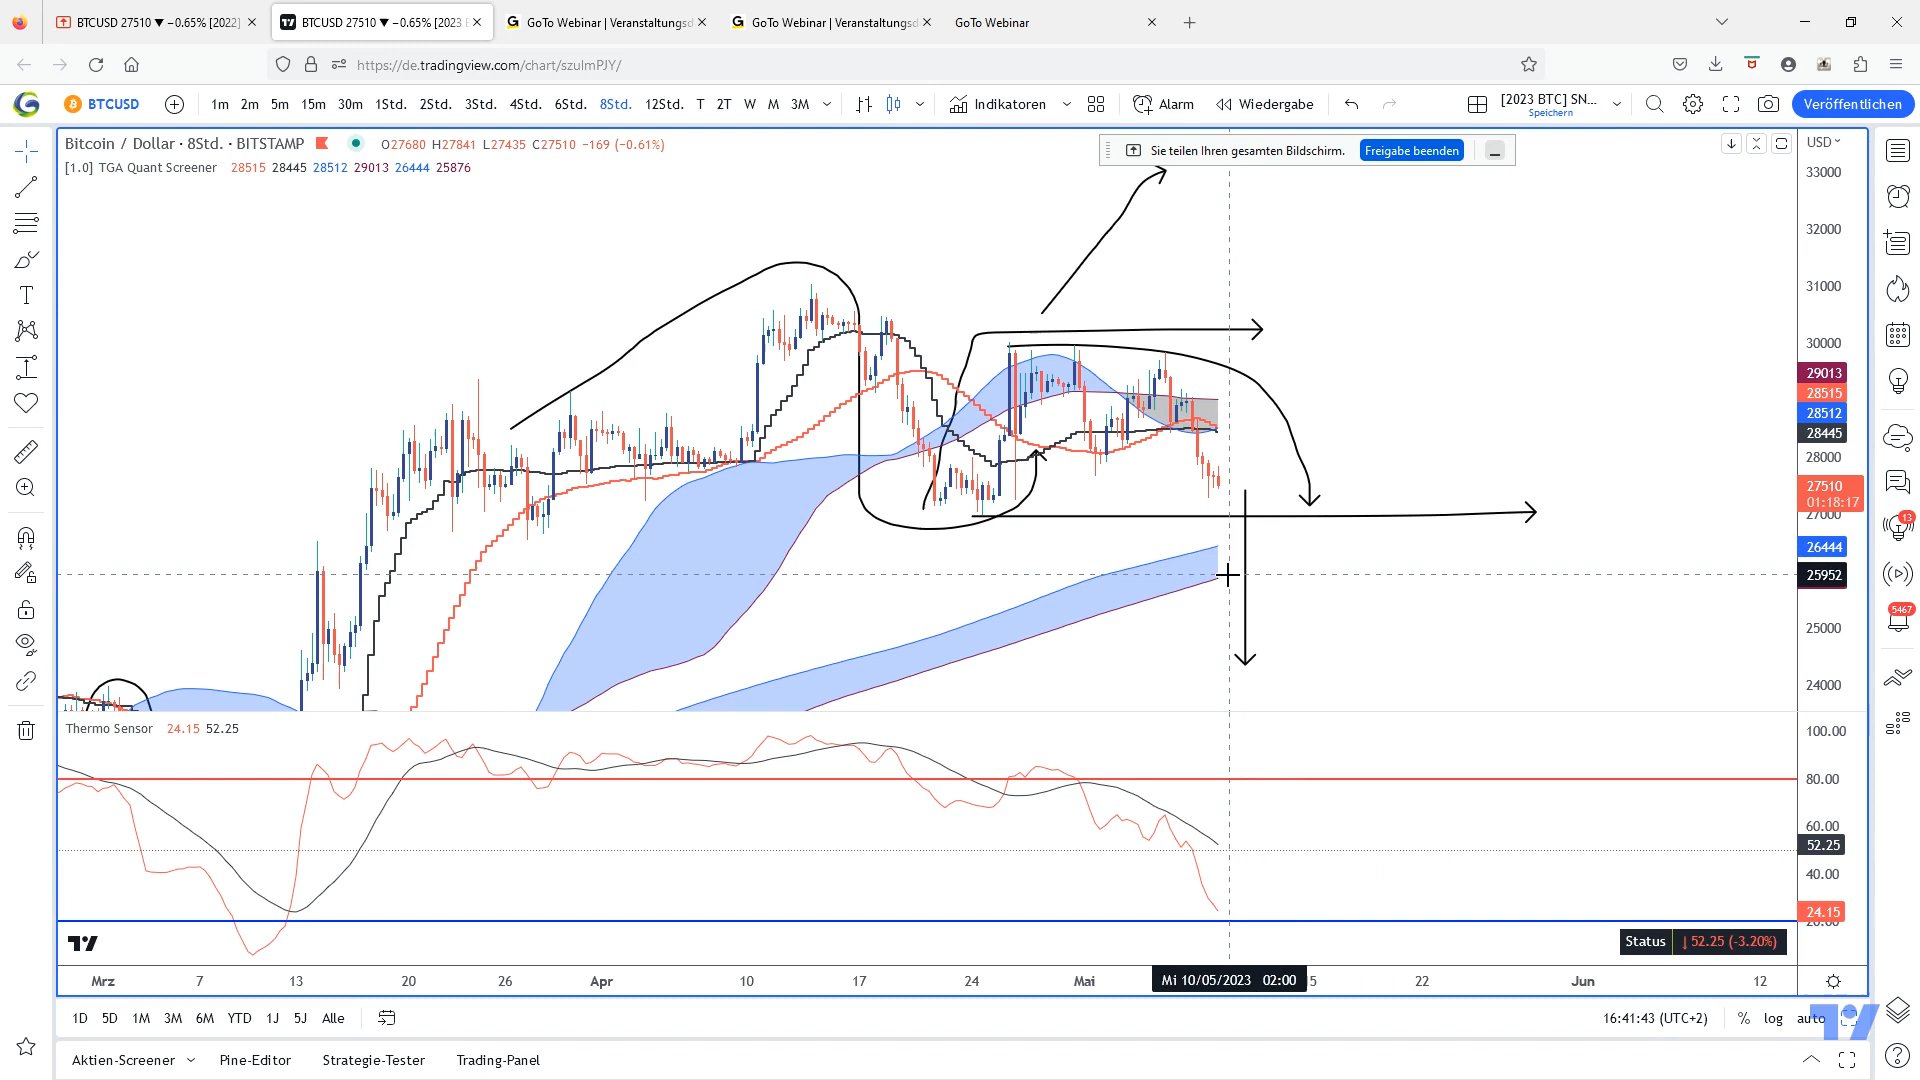 BTCUSD 27510 ▼ −0.65% [2022]
BTCUSD 27510 ▼ −0.65% [2023
GoTo Webinar | Veranstaltungsd
GoTo Webinar | Veranstaltungsd
GoTo Webinar
https://de.tradingview.com/chart/szulmPJY/
BTCUSD
1m 2m 5m 15m 30m 1Std. 2Std. 3Std. 4Std. 6Std. 8Std. 12Std. T 2T W M 3M
Indikatoren
Alarm
Wiedergabe
[2023 BTC] SN...
Speichern
Veröffentlichen
Bitcoin / Dollar · 8Std. · BITSTAMP
O27680 H27841 L27435 C27510 −169 (−0.61%)
[1.0] TGA Quant Screener 28515 28445 28512 29013 26444 25876
Sie teilen Ihren gesamten Bildschirm.
Freigabe beenden
USD
33000
32000
31000
30000
29013
28515
28512
28445
28000
27510
01:18:17
27000
26444
25952
25000
24000
Thermo Sensor 24.15 52.25
100.00
80.00
60.00
52.25
40.00
24.15
20.00
Status ↓52.25 (-3.20%)
Mrz 7 13 20 26 Apr 10 17 24 Mai Mi 10/05/2023 02:00 5 22 Jun 12
1D 5D 1M 3M 6M YTD 1J 5J Alle
16:41:43 (UTC+2)
% log auto
Aktien-Screener
Pine-Editor
Strategie-Tester
Trading-Panel
13
5467